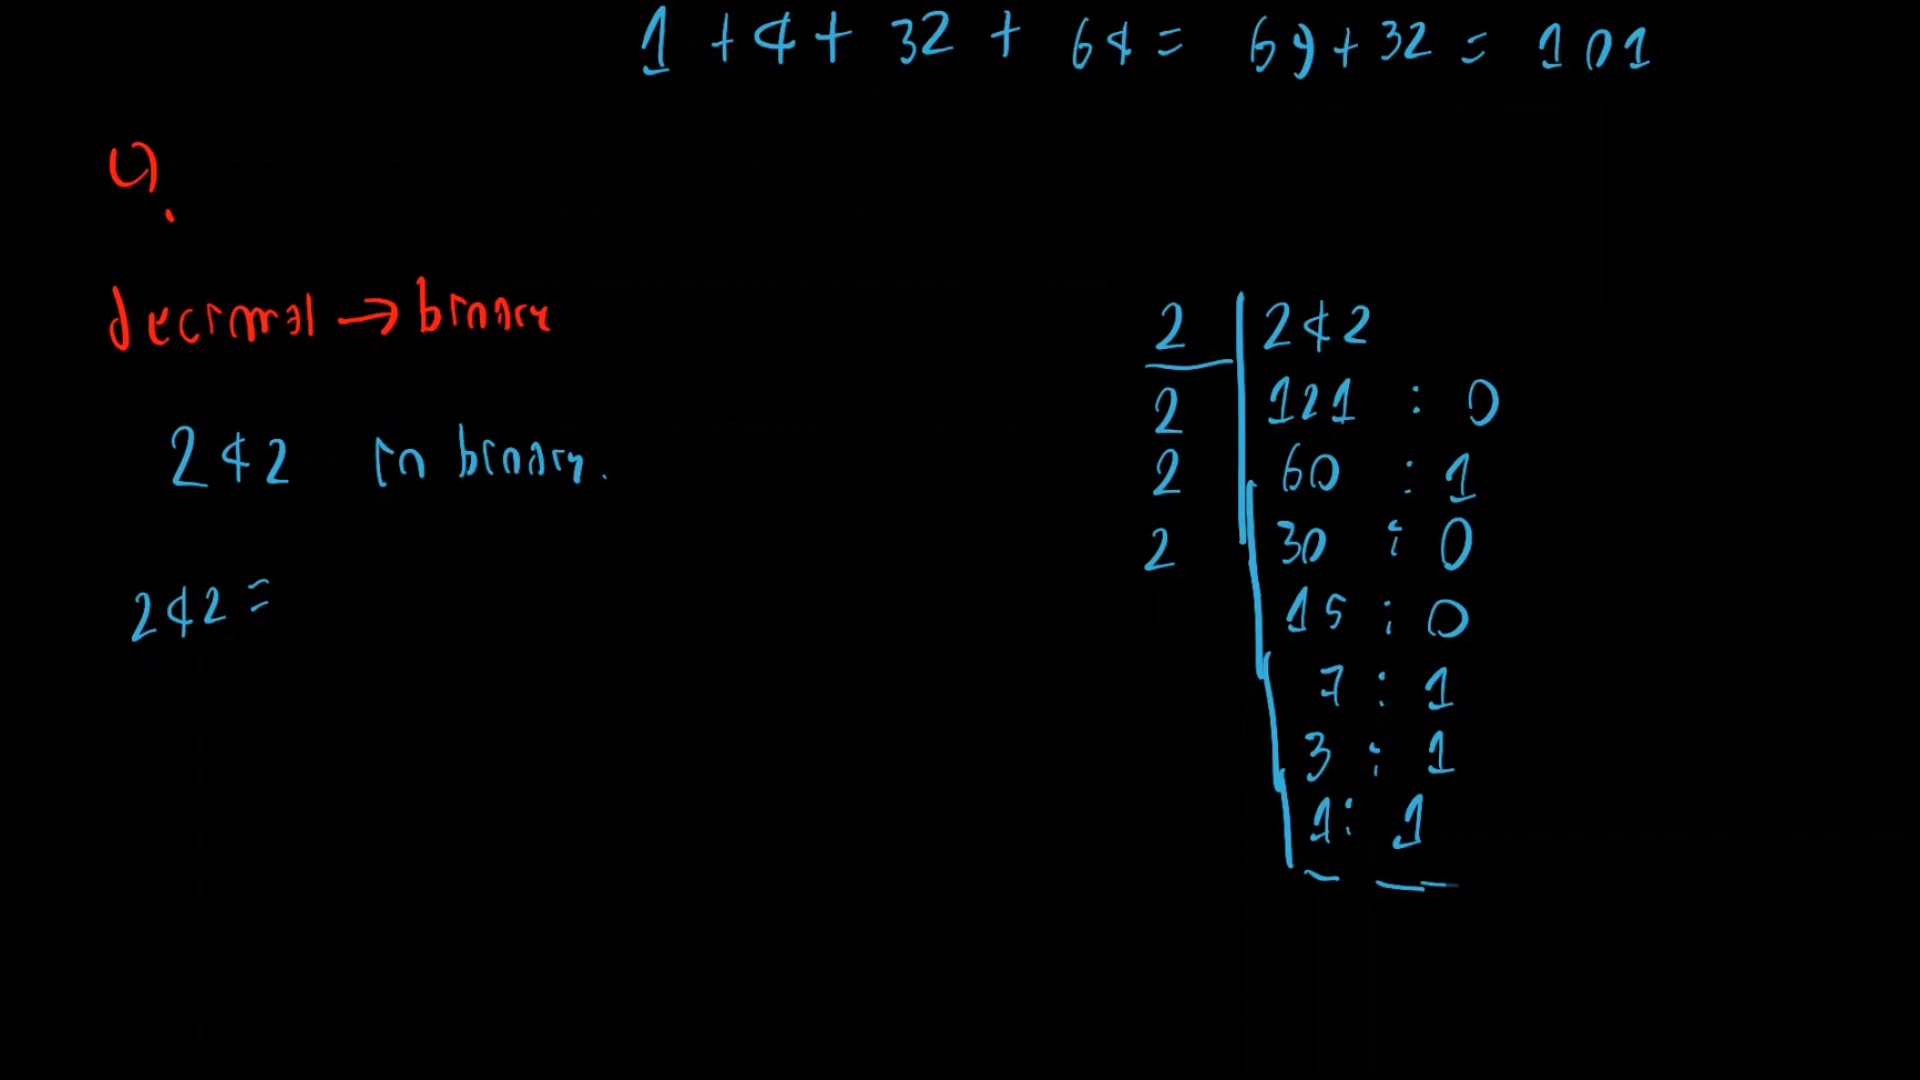 1 + 4 + 32 + 64 = 69 + 32 = 101
decimal → binary
242 in binary.
242 =
2 | 242
2 | 121 : 0
2 | 60 : 1
2 | 30 : 0
15 : 0
7 : 1
3 : 1
1 : 1